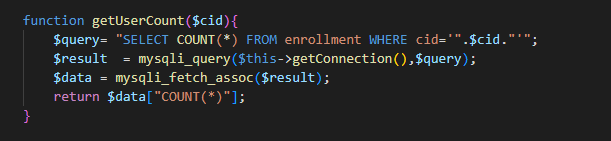 function getUserCount($cid){
    $query= "SELECT COUNT(*) FROM enrollment WHERE cid='".$cid."'";
    $result  = mysqli_query($this->getConnection(),$query);
    $data = mysqli_fetch_assoc($result);
    return $data["COUNT(*)"];
}